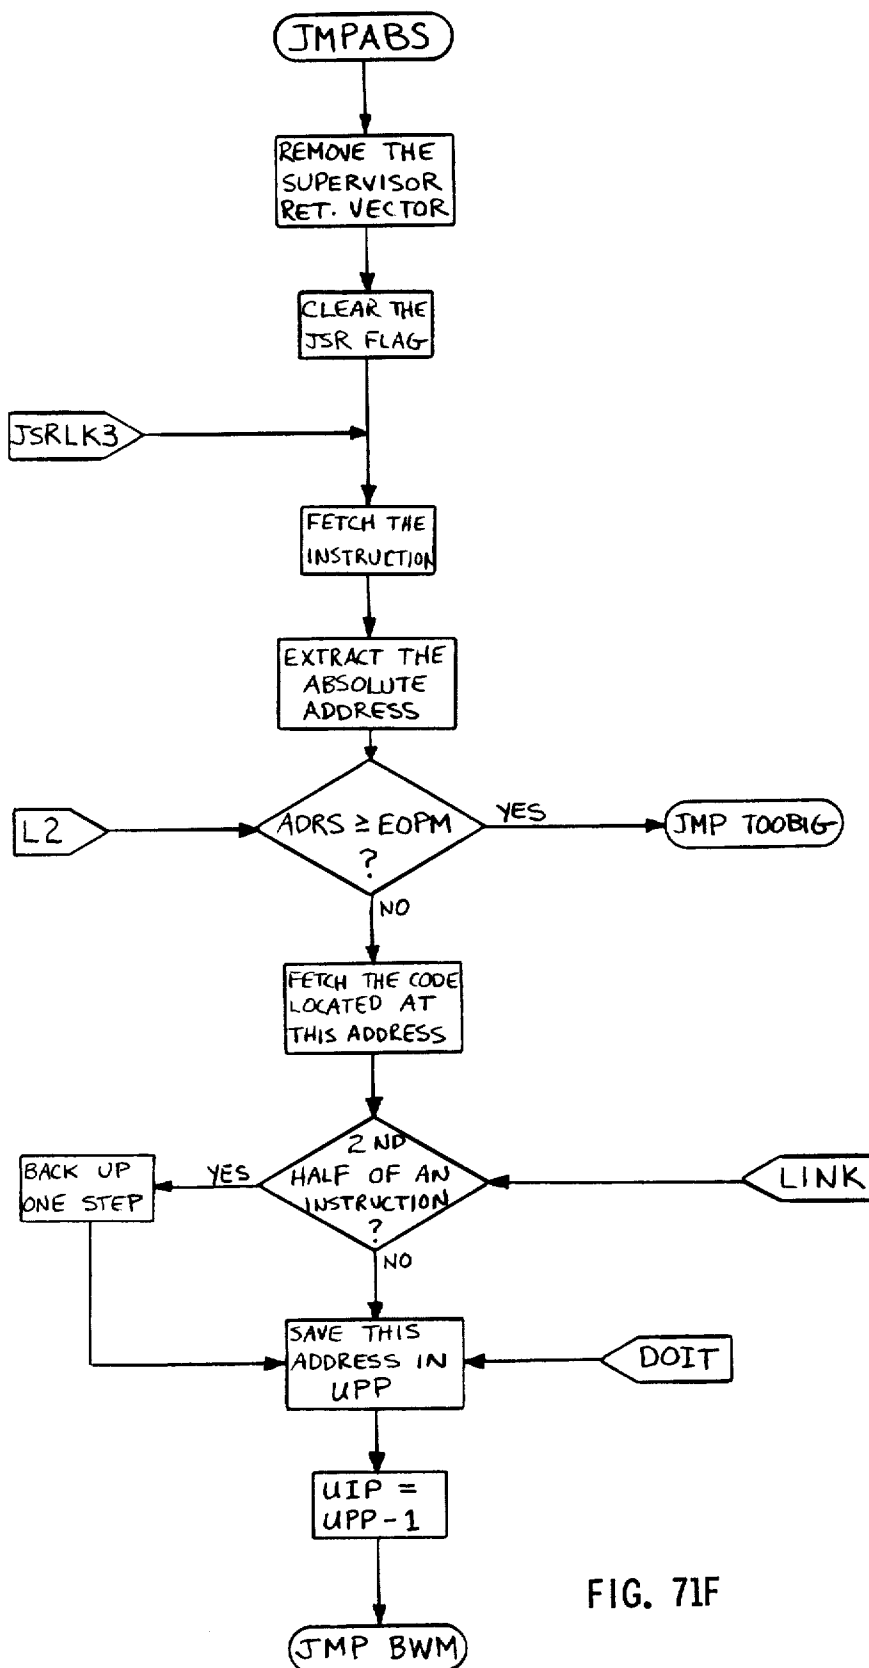 JMPABS
REMOVE THE
SUPERVISOR
RET. VECTOR
CLEAR THE
JSR FLAG
JSRLK3
FETCH THE
INSTRUCTION
EXTRACT THE
ABSOLUTE
ADDRESS
L2
ADRS ≥ EOPM
?
YES
JMP TOOBIG
NO
FETCH THE CODE
LOCATED AT
THIS ADDRESS
2ND
HALF OF AN
INSTRUCTION
?
YES
BACK UP
ONE STEP
LINK
NO
SAVE THIS
ADDRESS IN
UPP
DOIT
UIP =
UPP-1
JMP BWM
FIG. 71F